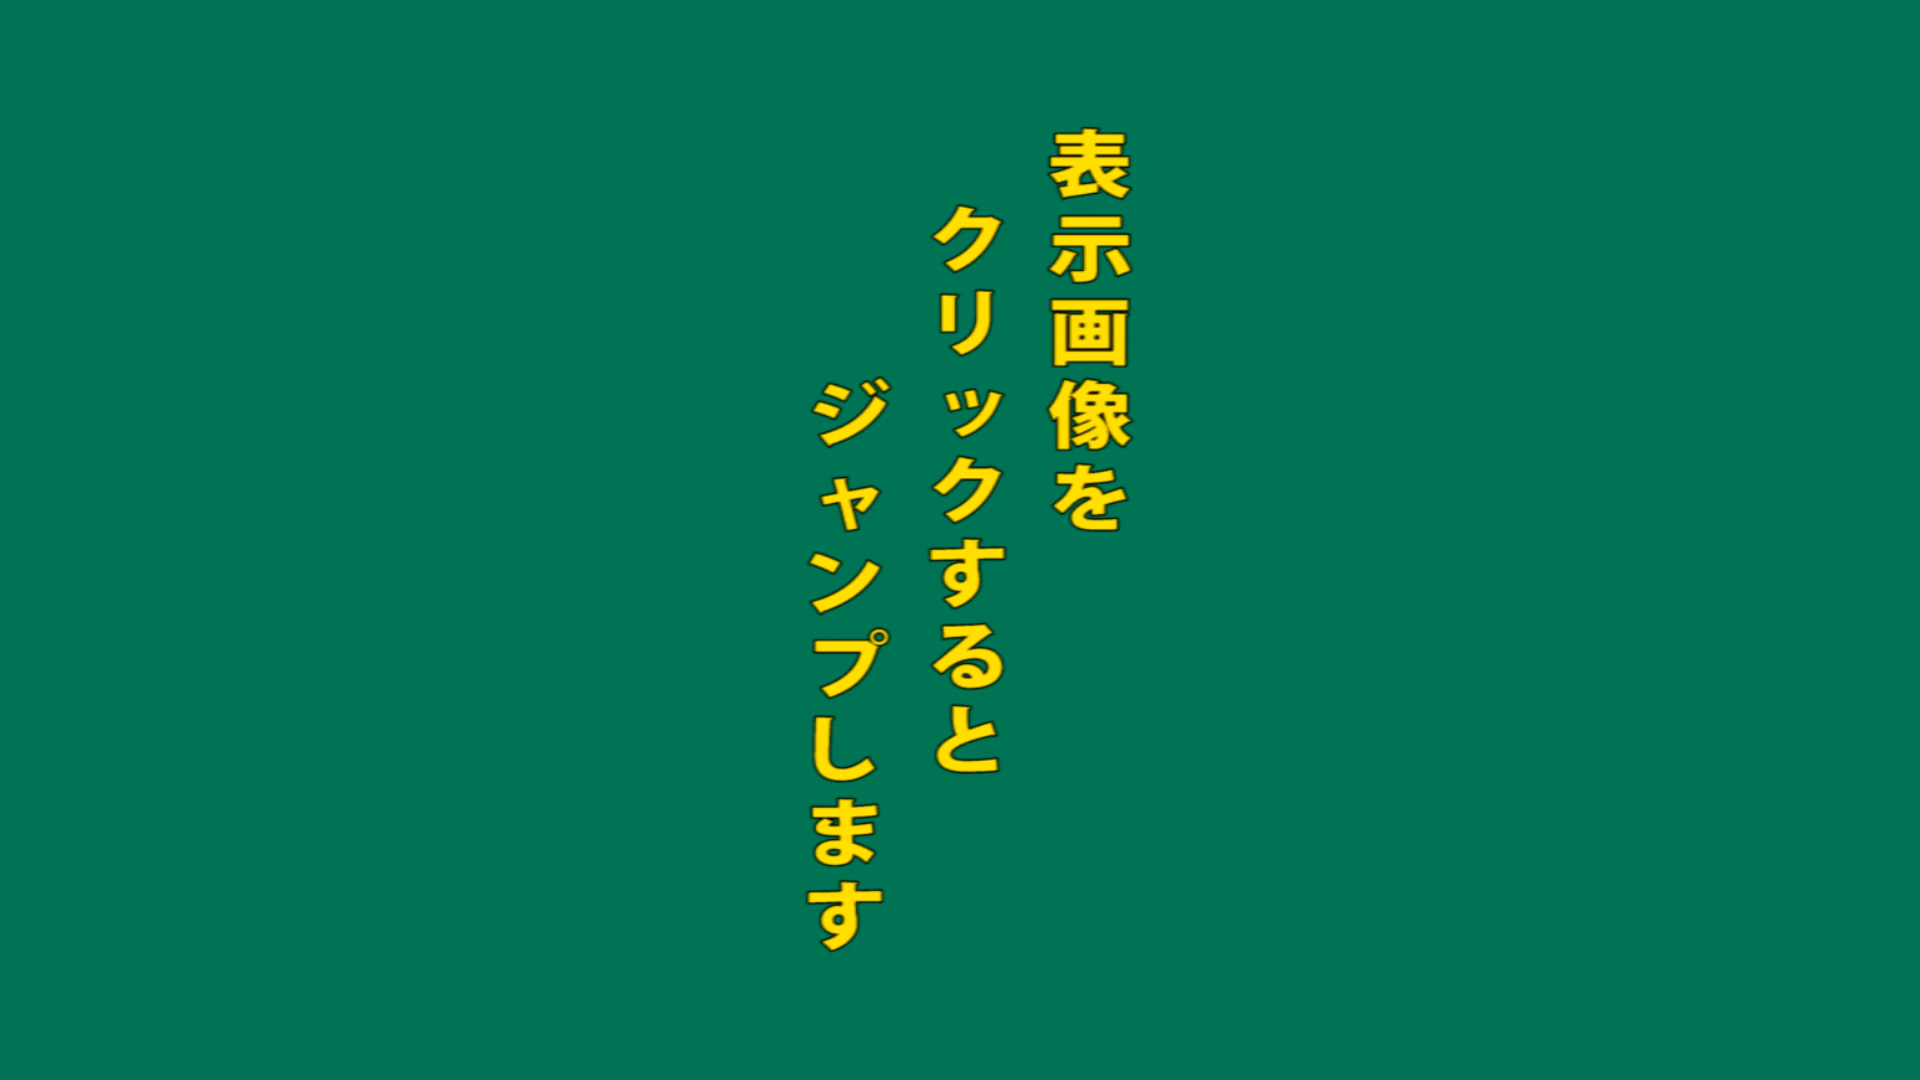 表示画像を
クリックすると
ジャンプします